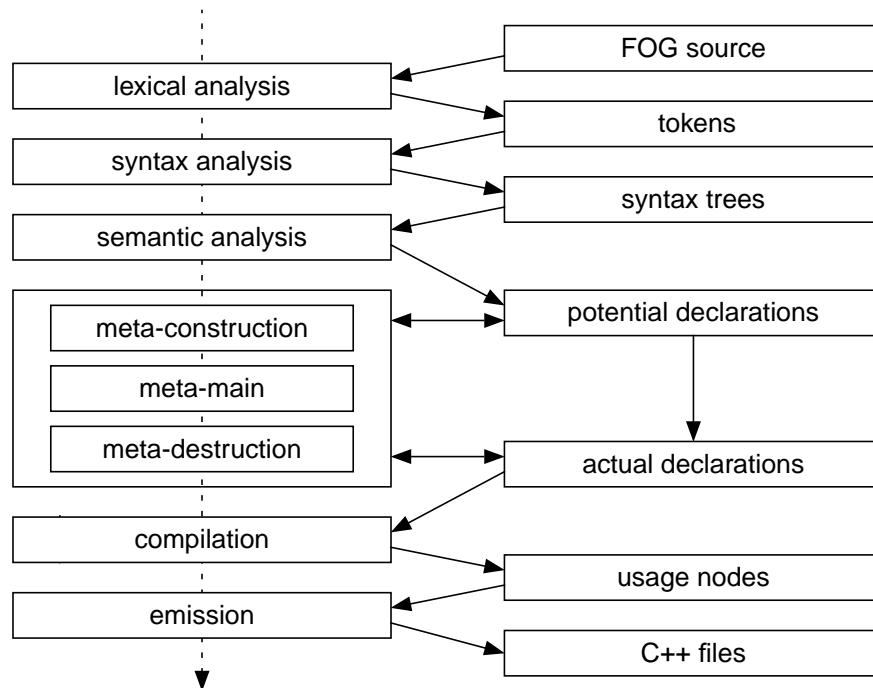 FOG source
lexical analysis
tokens
syntax analysis
syntax trees
semantic analysis
potential declarations
meta-construction
meta-main
meta-destruction
actual declarations
compilation
usage nodes
emission
C++ files